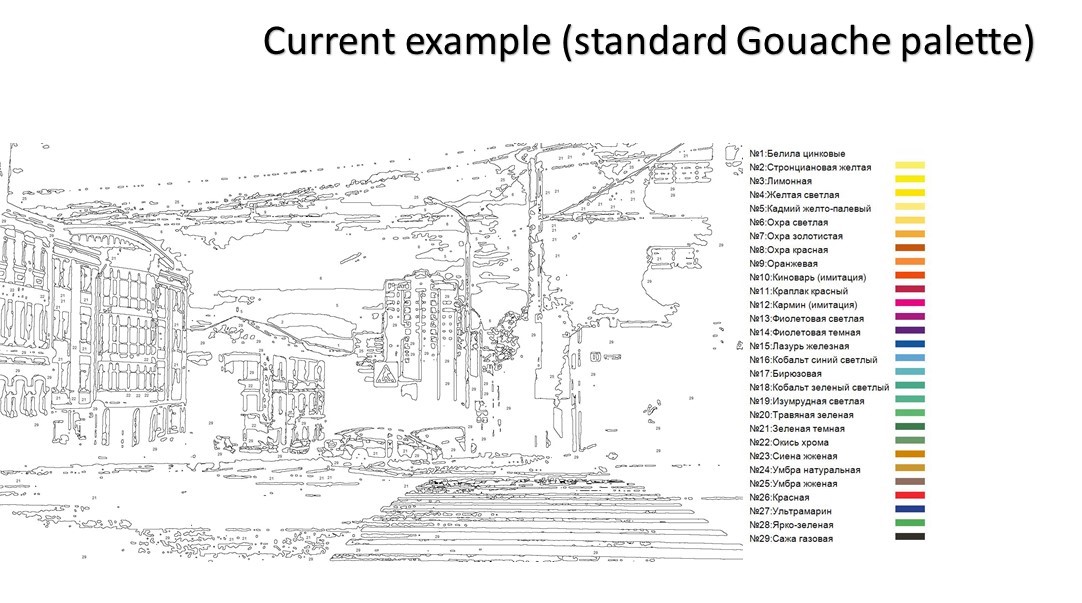 Current example (standard Gouache palette)
№1:Белила цинковые
№2:Стронциановая желтая
№3:Лимонная
№4:Желтая светлая
№5:Кадмий желто-палевый
№6:Охра светлая
№7:Охра золотистая
№8:Охра красная
№9:Оранжевая
№10:Киноварь (имитация)
№11:Краплак красный
№12:Кармин (имитация)
№13:Фиолетовая светлая
№14:Фиолетовая темная
№15:Лазурь железная
№16:Кобальт синий светлый
№17:Бирюзовая
№18:Кобальт зеленый светлый
№19:Изумрудная светлая
№20:Травяная зеленая
№21:Зеленая темная
№22:Окись хрома
№23:Сиена жженая
№24:Умбра натуральная
№25:Умбра жженая
№26:Красная
№27:Ультрамарин
№28:Ярко-зеленая
№29:Сажа газовая